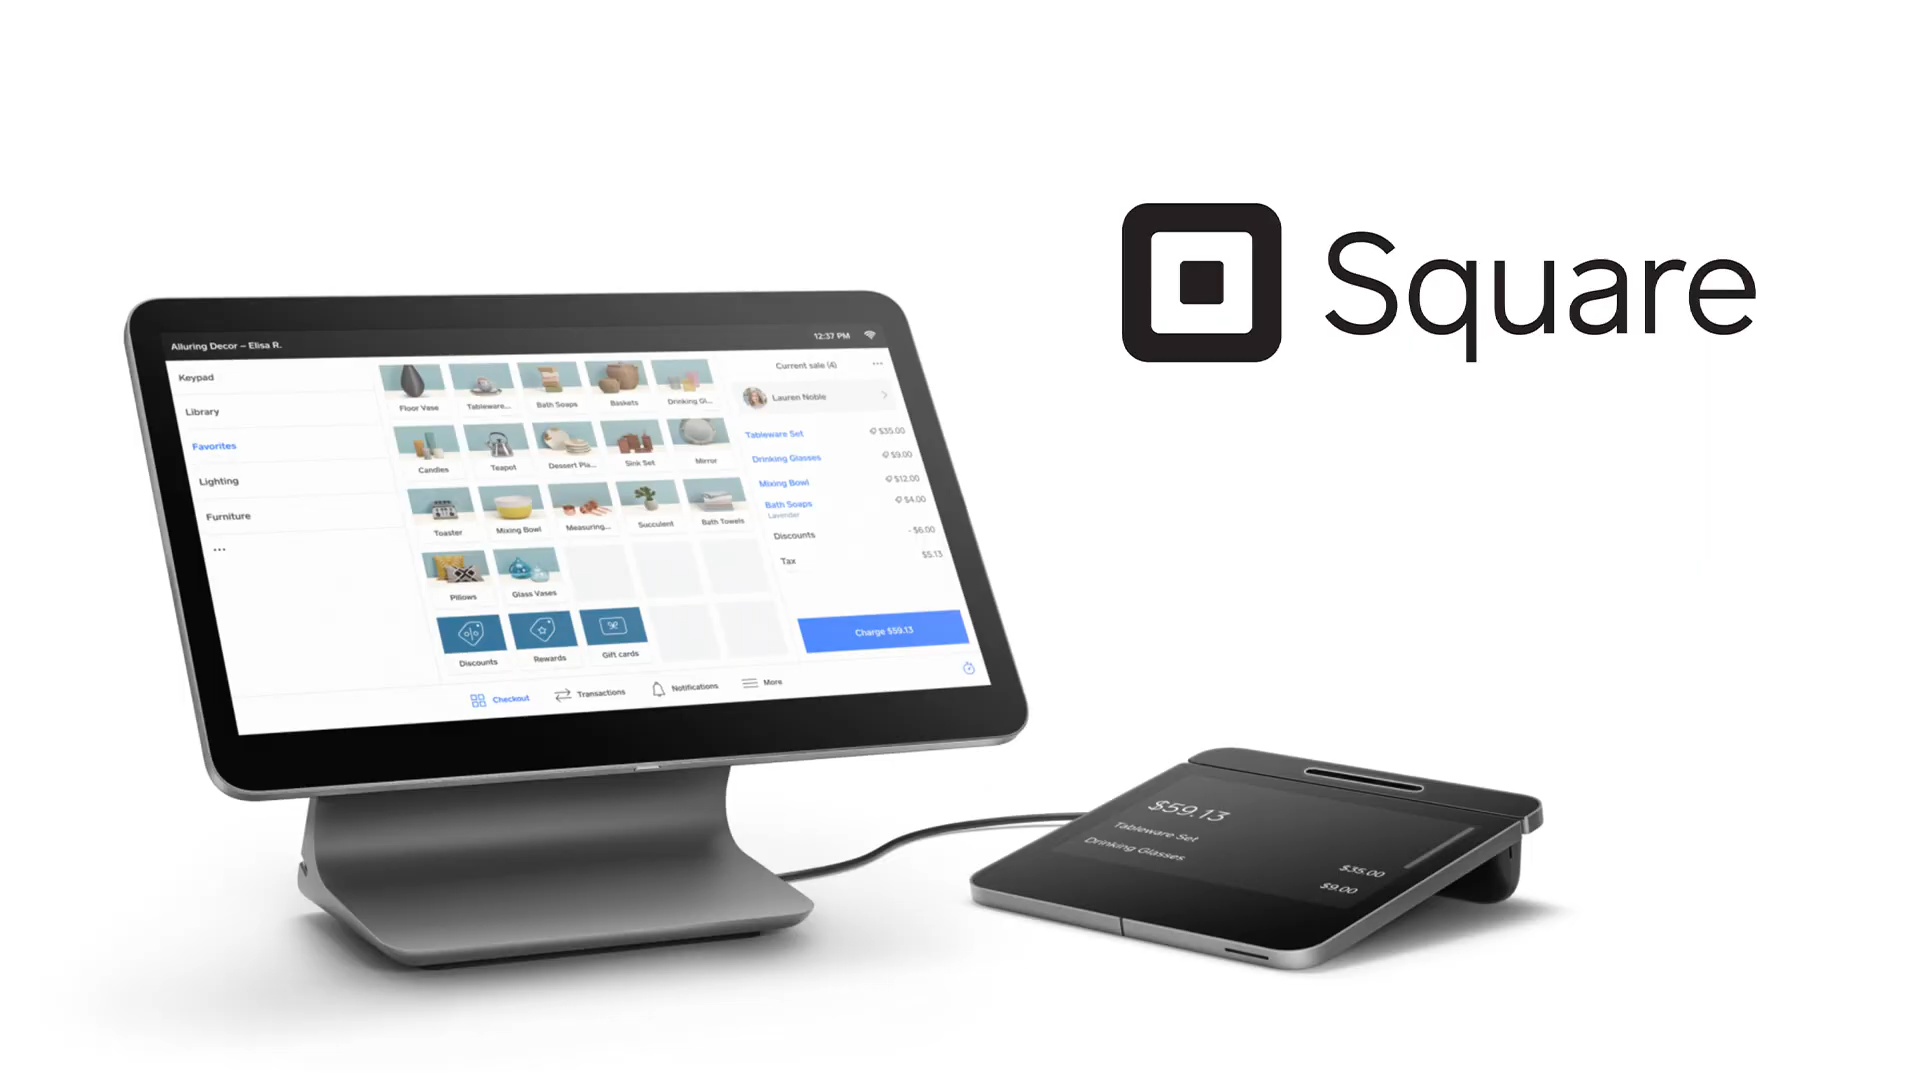 Square
Alluring Decor – Elisa R.
12:37 PM
Keypad
Library
Favorites
Lighting
Furniture
...
Floor Vase
Tableware...
Bath Soaps
Baskets
Drinking Gl...
Candles
Teapot
Dessert Pla...
Sink Set
Mirror
Toaster
Mixing Bowl
Measuring...
Succulent
Bath Towels
Pillows
Glass Vases
Discounts
Rewards
Gift cards
Current sale (4)
...
Lauren Noble
Tableware Set $35.00
Drinking Glasses $9.00
Mixing Bowl $12.00
Bath Soaps $4.00
Lavender
Discounts - $6.00
Tax $5.13
Charge $59.13
Checkout
Transactions
Notifications
More
$59.13
Tableware Set $35.00
Drinking Glasses $9.00